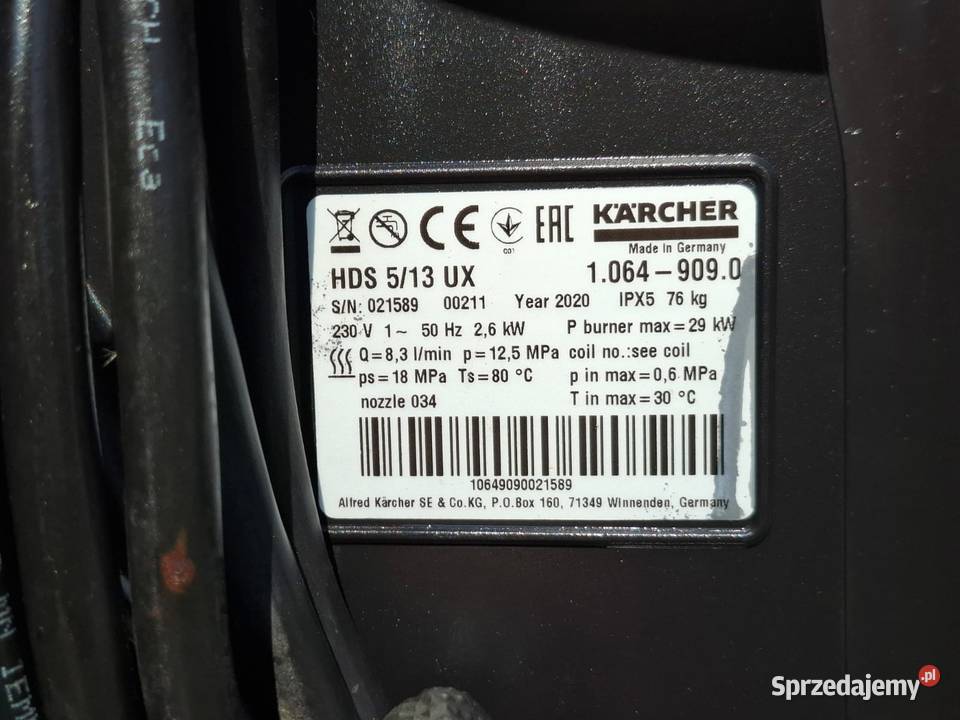 KÄRCHER
Made in Germany
HDS 5/13 UX 1.064-909.0
S/N: 021589 00211 Year 2020 IPX5 76 kg
230 V 1~ 50 Hz 2,6 kW P burner max=29 kW
Q=8,3 l/min p=12,5 MPa coil no.:see coil
ps=18 MPa Ts=80 °C p in max=0,6 MPa
nozzle 034 T in max=30 °C
10649090021589
Alfred Kärcher SE & Co.KG, P.O.Box 160, 71349 Winnenden, Germany
CE
EAC
001
Eca
Sprzedajemy.pl